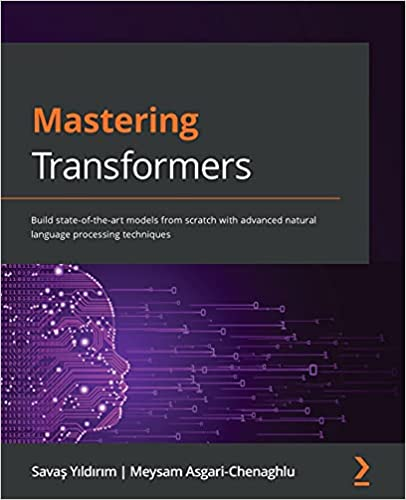 Mastering
Transformers
Build state-of-the-art models from scratch with advanced natural
language processing techniques
Savaş Yıldırım | Meysam Asgari-Chenaghlu